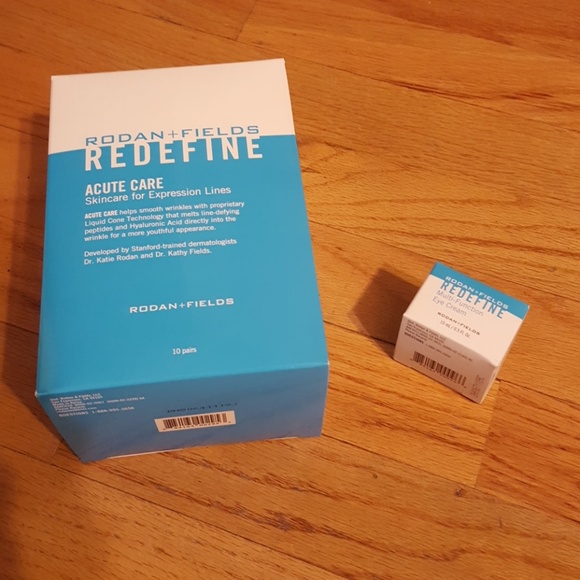 RODAN+FIELDS
REDEFINE
ACUTE CARE
Skincare for Expression Lines
ACUTE CARE helps smooth wrinkles with proprietary
Liquid Cone Technology that melts line-defying
peptides and Hyaluronic Acid directly into the
wrinkle for a more youthful appearance.
Developed by Stanford-trained dermatologists
Dr. Katie Rodan and Dr. Kathy Fields.
RODAN+FIELDS
10 pairs
RODAN+FIELDS
REDEFINE
Multi-Function
Eye Cream
RODAN+FIELDS